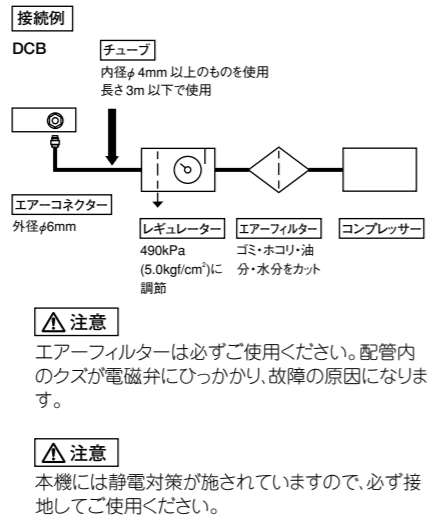 接続例
DCB
チューブ
内径φ4mm以上のものを使用
長さ3m以下で使用
エアーコネクター
外径φ6mm
レギュレーター
490kPa
(5.0kgf/cm²)に
調節
エアーフィルター
ゴミ・ホコリ・油
分・水分をカット
コンプレッサー
注意
エアーフィルターは必ずご使用ください。配管内
のクズが電磁弁にひっかかり、故障の原因になりま
す。
注意
本機には静電対策が施されていますので、必ず接
地してご使用ください。